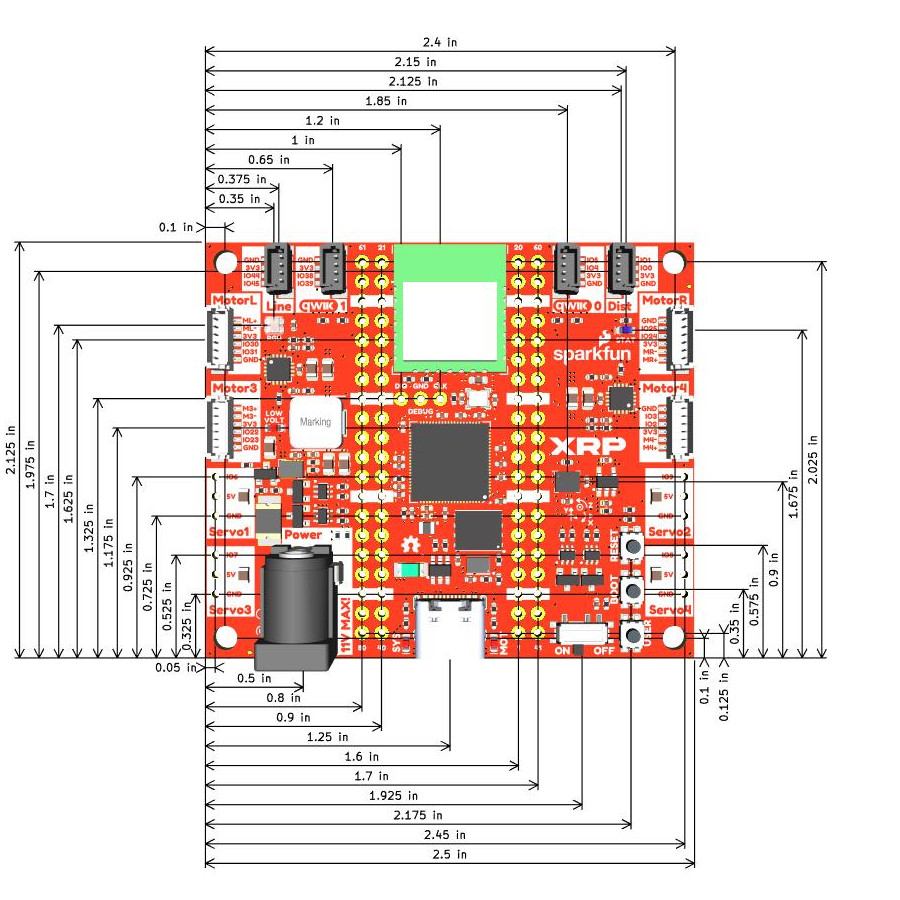 2.4 in
2.15 in
2.125 in
1.85 in
1.2 in
1 in
0.65 in
0.375 in
0.35 in
0.1 in
61 21 20 60
GND
3V3
IO44
IO45
GND
3V3
IO38
IO39
IO5
IO4
3V3
GND
IO1
IO0
3V3
GND
MotorL Line QWIIC 1 QWIIC 0 Dist MotorR
ML+
ML-
3V3
IO30
IO31
GND
GND
IO25
IO24
3V3
MR-
MR+
STAT
sparkfun
Motor3
Motor4
GND CLK
DEBUG
M3+
M3-
3V3
IO22
IO23
GND
LOW
VOLT
Marking
GND
IO3
IO2
3V3
M4-
M4+
XRP
IO6
5V
GND
IO9
5V
GND
Servo1
Power
RESET
Servo2
IO7
5V
GND
IO8
5V
GND
BOOT
Servo3
11V MAX!
USER
Servo4
80 40 41
ON OFF
2.125 in
1.975 in
1.7 in
1.625 in
1.325 in
1.175 in
0.925 in
0.725 in
0.525 in
0.325 in
2.025 in
1.675 in
0.9 in
0.575 in
0.35 in
0.1 in
0.125 in
0.05 in
0.5 in
0.8 in
0.9 in
1.25 in
1.6 in
1.7 in
1.925 in
2.175 in
2.45 in
2.5 in